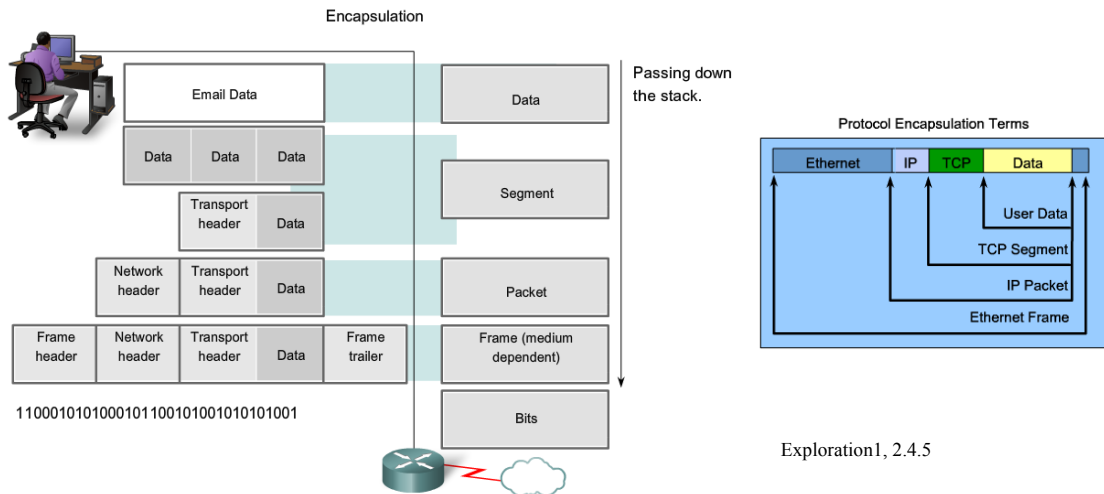 Encapsulation
Email Data
Data
Passing down
the stack.
Data Data Data
Segment
Transport
header
Data
Network
header
Transport
header
Data
Packet
Frame
header
Network
header
Transport
header
Data
Frame
trailer
Frame (medium
dependent)
1100010101000101100101001010101001
Bits
Protocol Encapsulation Terms
Ethernet IP TCP Data
User Data
TCP Segment
IP Packet
Ethernet Frame
Exploration1, 2.4.5